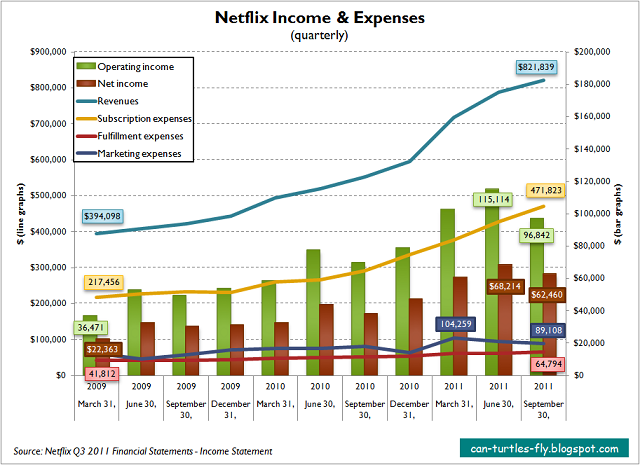 Netflix Income & Expenses
(quarterly)
$900,000
$800,000
$700,000
$600,000
$500,000
$400,000
$300,000
$200,000
$100,000
$0
$ (line graphs)
$200,000
$180,000
$160,000
$140,000
$120,000
$100,000
$80,000
$60,000
$40,000
$20,000
$0
$ (bar graphs)
Operating income
Net income
Revenues
Subscription expenses
Fulfillment expenses
Marketing expenses
$821,839
$394,098
471,823
217,456
115,114
96,842
36,471
$68,214
$62,460
$22,363
104,259
89,108
41,812
64,794
2009 2009 2009 2009 2010 2010 2010 2010 2011 2011 2011
March 31, June 30, September 30, December 31, March 31, June 30, September 30, December 31, March 31, June 30, September 30,
Source: Netflix Q3 2011 Financial Statements - Income Statement
can-turtles-fly.blogspot.com